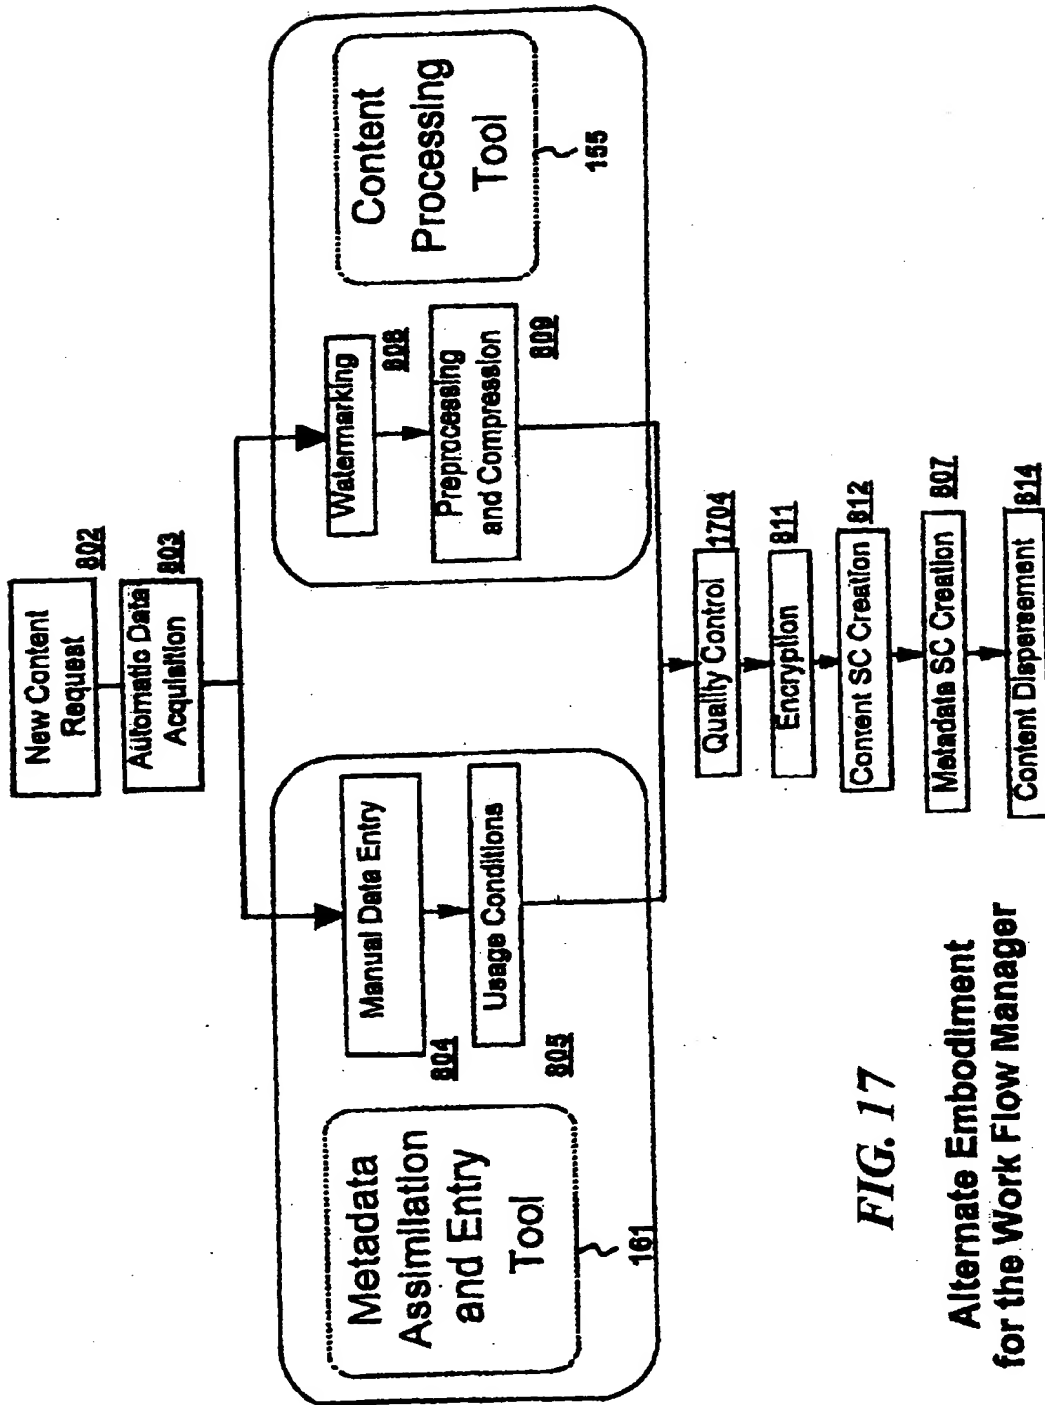 New Content
Request
802
Automatic Data
Acquisition
803
Metadata
Assimilation
and Entry
Tool
161
Manual Data Entry
804
Usage Conditions
805
Watermarking
808
Preprocessing
and Compression
809
Content
Processing
Tool
155
Quality Control
1704
Encryption
811
Content SC Creation
812
Metadata SC Creation
807
Content Dispersement
814
FIG. 17
Alternate Embodiment
for the Work Flow Manager